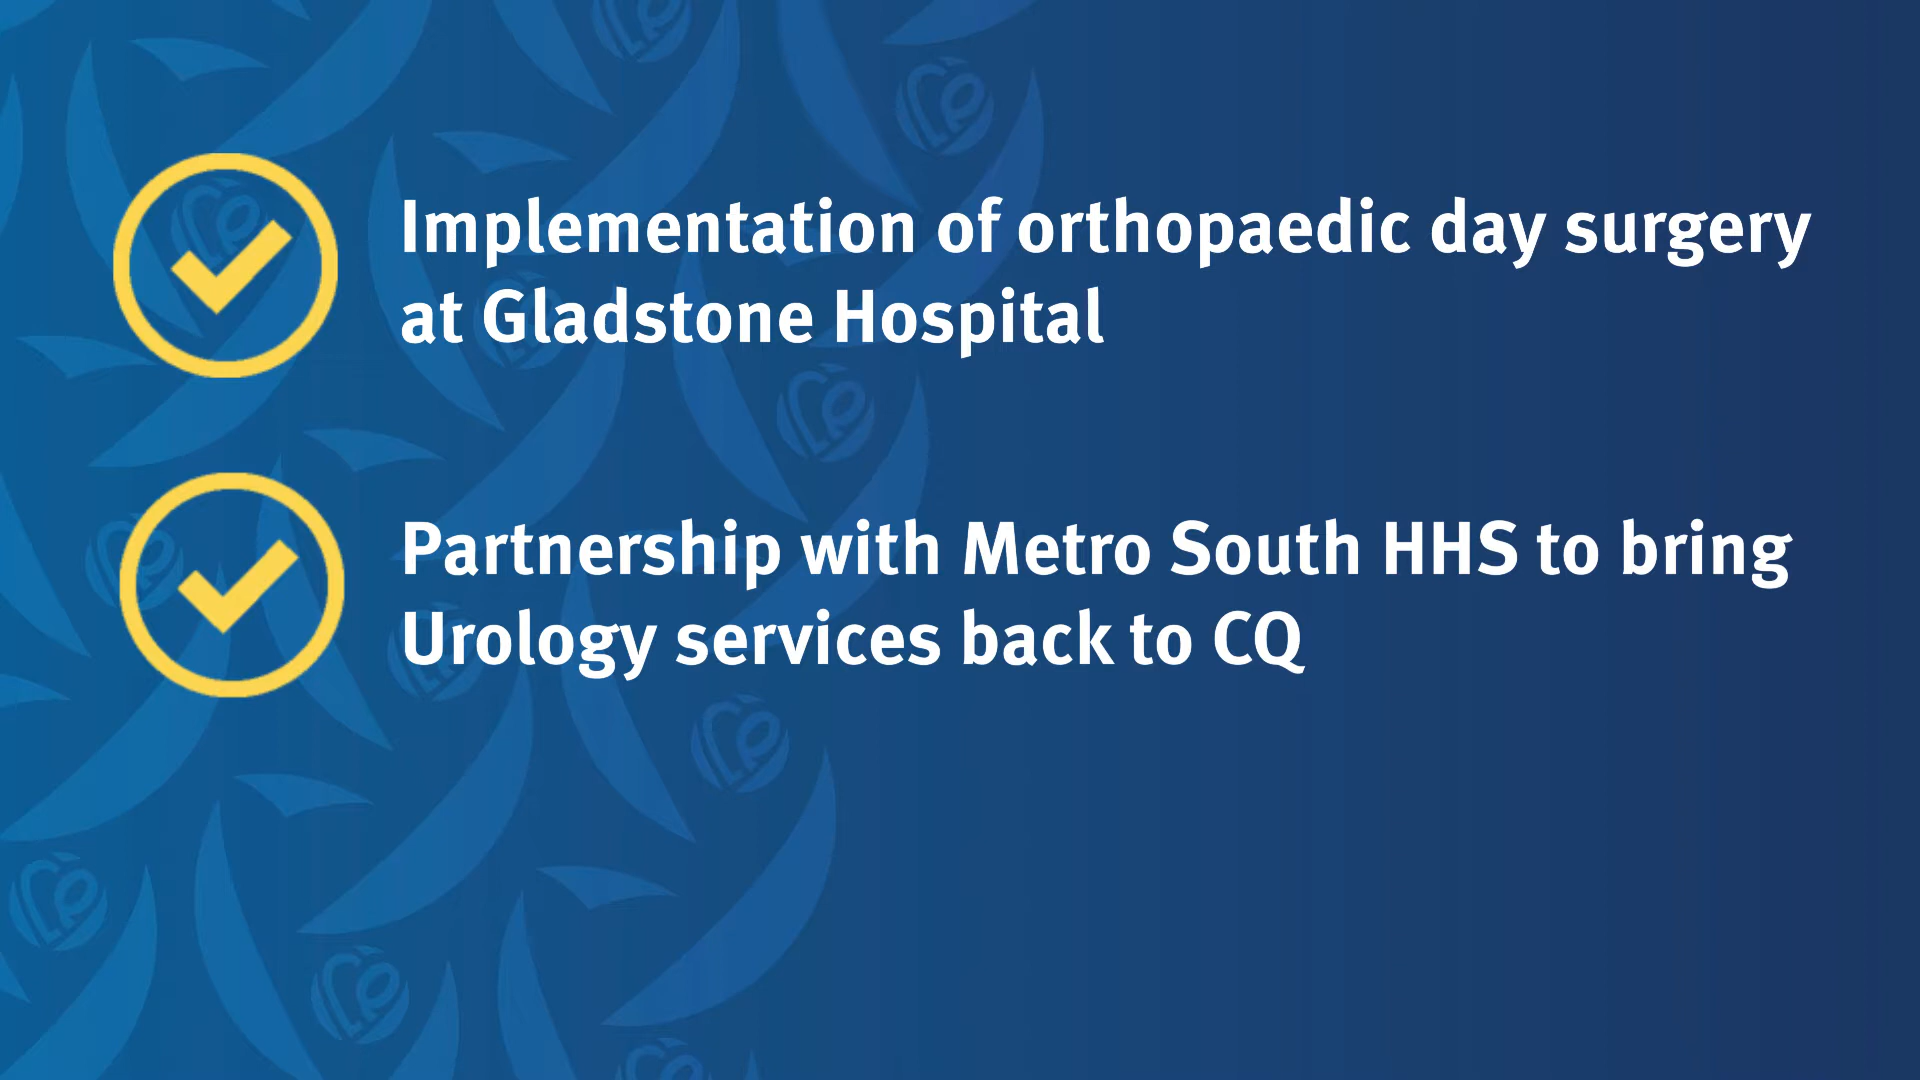 Implementation of orthopaedic day surgery
at Gladstone Hospital
Partnership with Metro South HHS to bring
Urology services back to CQ